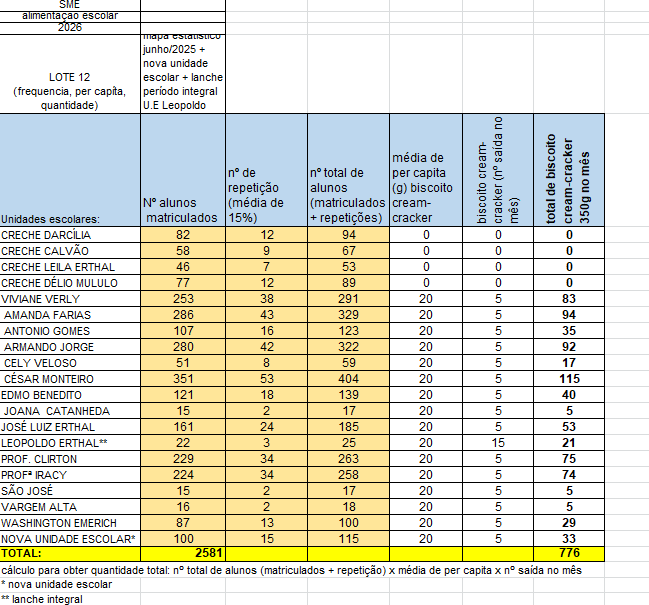 SME
alimentação escolar
2026
LOTE 12
(frequencia, per capíta,
quantidade)
mapa estatístico
junho/2025 +
nova unidade
escolar + lanche
período integral
U.E Leopoldo
Unidades escolares:
Nº alunos
matriculados
nº de
repetição
(média de
15%)
nº total de
alunos
(matriculados
+ repetições)
média de
per capita
(g) biscoito
cream-
cracker
biscoito cream-
cracker (nº saída no
mês)
total de biscoito
cream-cracker
350g no mês
CRECHE DARCÍLIA 82 12 94 0 0 0
CRECHE CALVÃO 58 9 67 0 0 0
CRECHE LEILA ERTHAL 46 7 53 0 0 0
CRECHE DÉLIO MULULO 77 12 89 0 0 0
VIVIANE VERLY 253 38 291 20 5 83
AMANDA FARIAS 286 43 329 20 5 94
ANTONIO GOMES 107 16 123 20 5 35
ARMANDO JORGE 280 42 322 20 5 92
CELY VELOSO 51 8 59 20 5 17
CÉSAR MONTEIRO 351 53 404 20 5 115
EDMO BENEDITO 121 18 139 20 5 40
JOANA CATANHEDA 15 2 17 20 5 5
JOSÉ LUIZ ERTHAL 161 24 185 20 5 53
LEOPOLDO ERTHAL** 22 3 25 20 15 21
PROF. CLIRTON 229 34 263 20 5 75
PROFª IRACY 224 34 258 20 5 74
SÃO JOSÉ 15 2 17 20 5 5
VARGEM ALTA 16 2 18 20 5 5
WASHINGTON EMERICH 87 13 100 20 5 29
NOVA UNIDADE ESCOLAR* 100 15 115 20 5 33
TOTAL: 2581 776
cálculo para obter quantidade total: nº total de alunos (matriculados + repetição) x média de per capita x nº saída no mês
* nova unidade escolar
** lanche integral